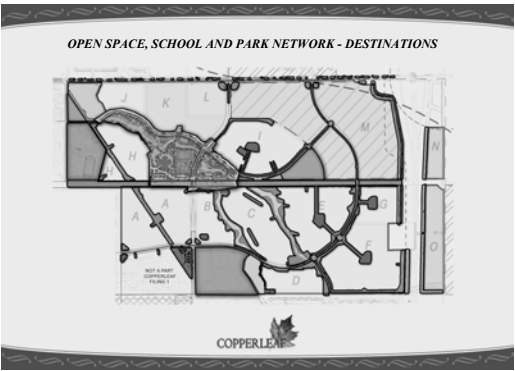 OPEN SPACE, SCHOOL AND PARK NETWORK - DESTINATIONS
J
K
L
I
M
N
H
H
A
A
B
C
E
G
F
O
D
NOT A PART
COPPERLEAF
FILING 1
COPPERLEAF